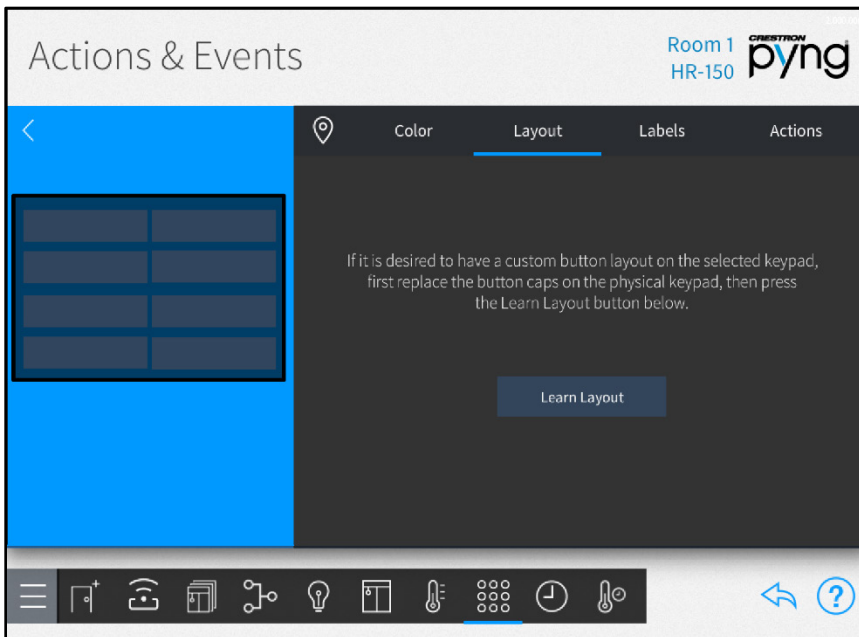 Actions & Events
Room 1
HR-150
CRESTRON
pyng
Color
Layout
Labels
Actions
If it is desired to have a custom button layout on the selected keypad,
first replace the button caps on the physical keypad, then press
the Learn Layout button below.
Learn Layout
?